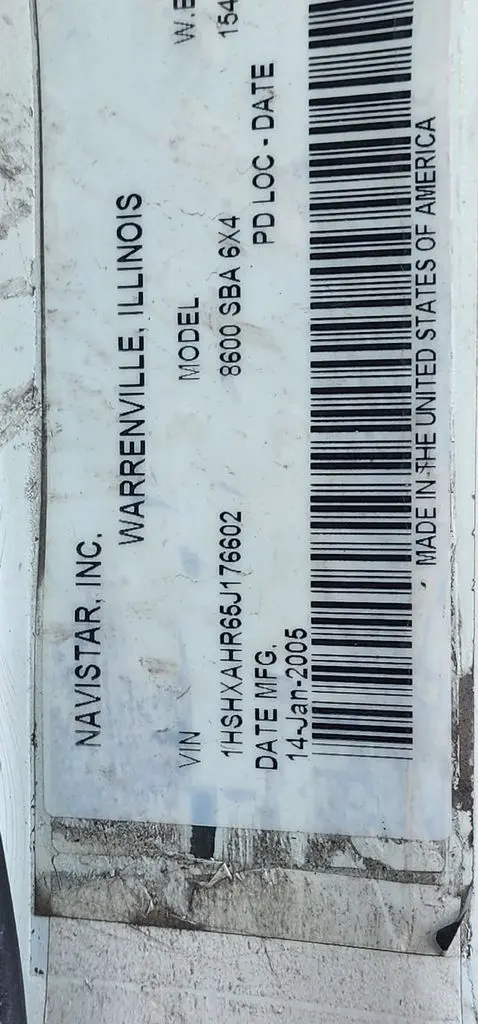 NAVISTAR, INC.
WARRENVILLE, ILLINOIS
VIN MODEL W.B
1HSHXAHR65J176602 8600 SBA 6X4 154
DATE MFG. PD LOC - DATE
14-Jan-2005
MADE IN THE UNITED STATES OF AMERICA